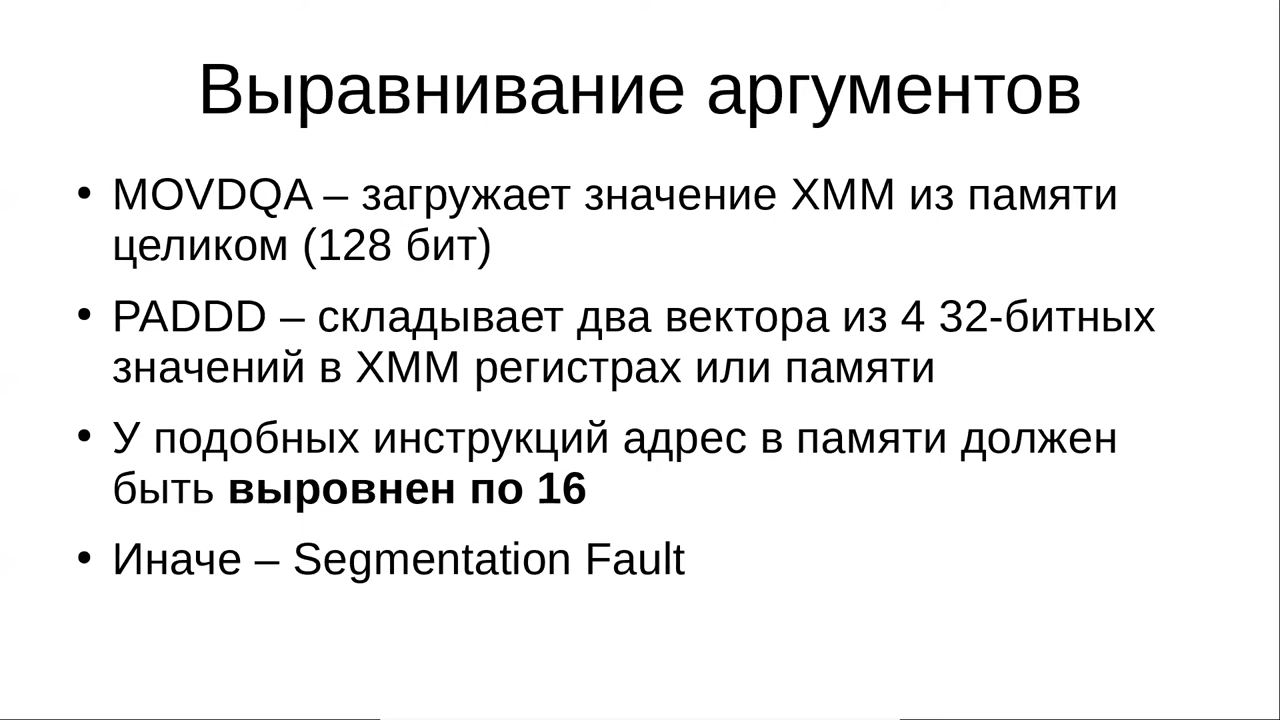 Выравнивание аргументов
• MOVDQA – загружает значение XMM из памяти
целиком (128 бит)
• PADDD – складывает два вектора из 4 32-битных
значений в XMM регистрах или памяти
• У подобных инструкций адрес в памяти должен
быть выровнен по 16
• Иначе – Segmentation Fault